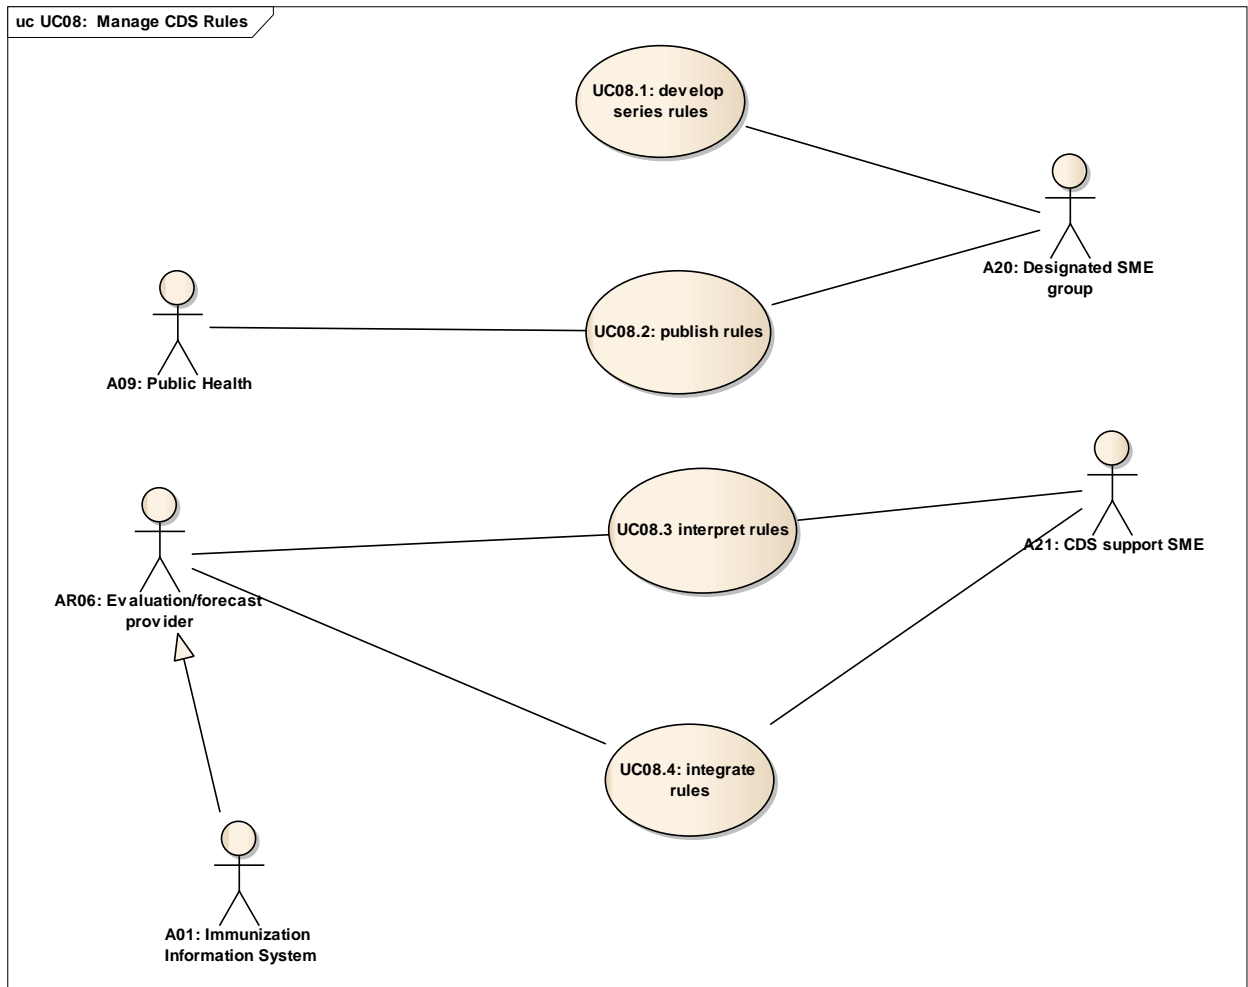 uc UC08: Manage CDS Rules
UC08.1: develop
series rules
A20: Designated SME
group
UC08.2: publish rules
A09: Public Health
UC08.3 interpret rules
A21: CDS support SME
AR06: Evaluation/forecast
provider
UC08.4: integrate
rules
A01: Immunization
Information System